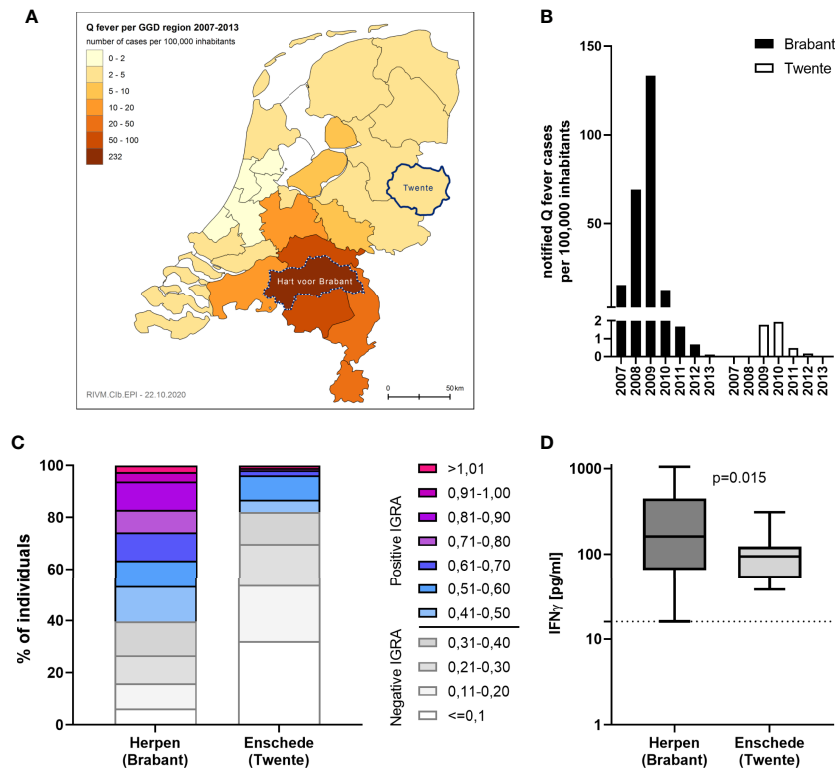 A
Q fever per GGD region 2007-2013
number of cases per 100,000 inhabitants
0 - 2
2 - 5
5 - 10
10 - 20
20 - 50
50 - 100
232
Twente
Hart voor Brabant
RIVM.CIb.EPI - 22.10.2020
0
50 km
B
Brabant
Twente
notified Q fever cases
per 100,000 inhabitants
150
100
50
2
1
0
2007
2008
2009
2010
2011
2012
2013
2007
2008
2009
2010
2011
2012
2013
C
% of individuals
100
80
60
40
20
0
Herpen
(Brabant)
Enschede
(Twente)
Positive IGRA
>1,01
0,91-1,00
0,81-0,90
0,71-0,80
0,61-0,70
0,51-0,60
0,41-0,50
Negative IGRA
0,31-0,40
0,21-0,30
0,11-0,20
<=0,1
D
p=0.015
IFNγ [pg/ml]
1000
100
10
1
Herpen
(Brabant)
Enschede
(Twente)